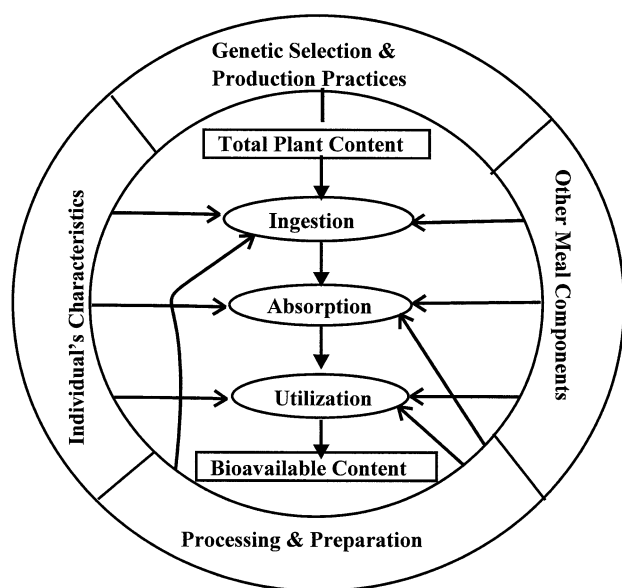 Genetic Selection &
Production Practices
Total Plant Content
Ingestion
Individual's Characteristics
Other Meal Components
Absorption
Utilization
Bioavailable Content
Processing & Preparation